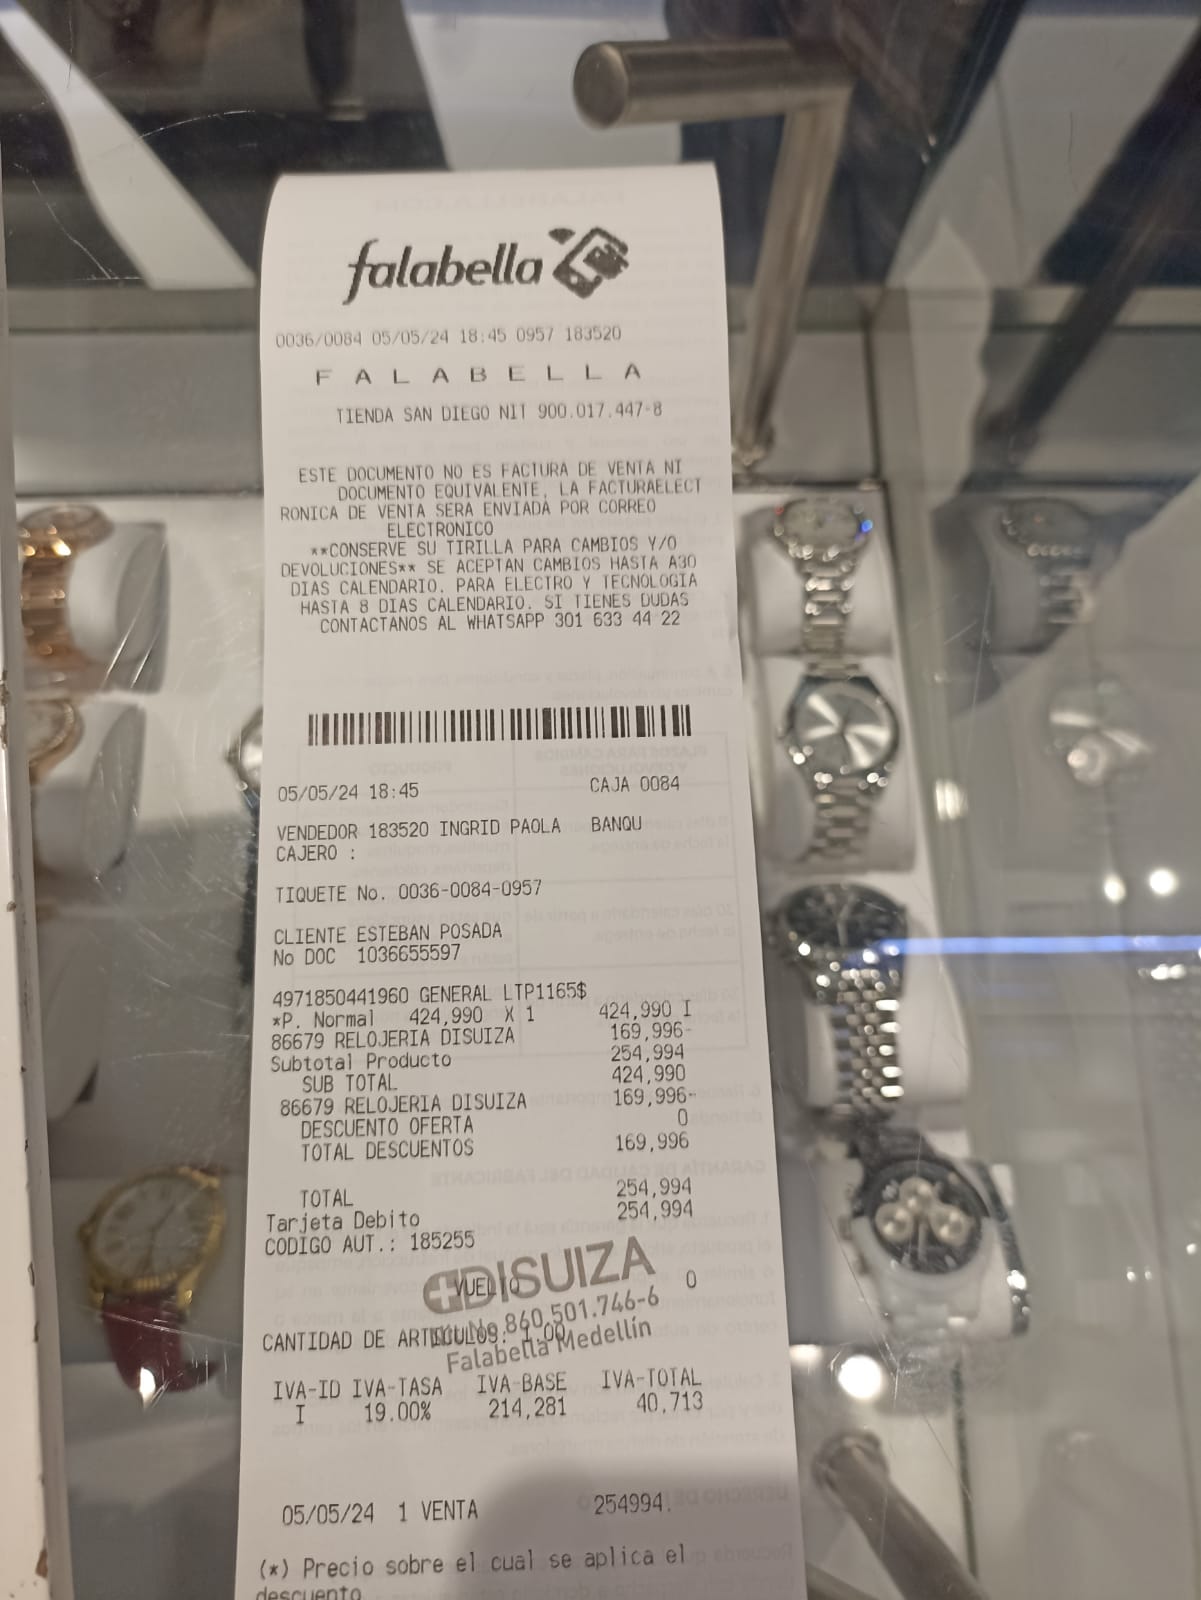 falabella
0036/0084 05/05/24 18:45 0957 183520
F A L A B E L L A
TIENDA SAN DIEGO NIT 900.017.447-8
ESTE DOCUMENTO NO ES FACTURA DE VENTA NI
DOCUMENTO EQUIVALENTE, LA FACTURAELECT
RONICA DE VENTA SERA ENVIADA POR CORREO
ELECTRONICO
**CONSERVE SU TIRILLA PARA CAMBIOS Y/O
DEVOLUCIONES** SE ACEPTAN CAMBIOS HASTA A30
DIAS CALENDARIO. PARA ELECTRO Y TECNOLOGIA
HASTA 8 DIAS CALENDARIO. SI TIENES DUDAS
CONTACTANOS AL WHATSAPP 301 633 44 22
05/05/24 18:45 CAJA 0084
VENDEDOR 183520 INGRID PAOLA BANQU
CAJERO :
TIQUETE No. 0036-0084-0957
CLIENTE ESTEBAN POSADA
No DOC 1036655597
4971850441960 GENERAL LTP1165$
*P. Normal 424,990 X 1 424,990 I
86679 RELOJERIA DISUIZA 169,996-
Subtotal Producto 254,994
SUB TOTAL 424,990
86679 RELOJERIA DISUIZA 169,996-
DESCUENTO OFERTA 0
TOTAL DESCUENTOS 169,996
TOTAL 254,994
Tarjeta Debito 254,994
CODIGO AUT.: 185255
DISUIZA
VUELTO 0
860.501.746-6
CANTIDAD DE ARTICULOS: 1.00
Falabella Medellín
IVA-ID IVA-TASA IVA-BASE IVA-TOTAL
I 19.00% 214,281 40,713
05/05/24 1 VENTA 254994.
(*) Precio sobre el cual se aplica el
descuento